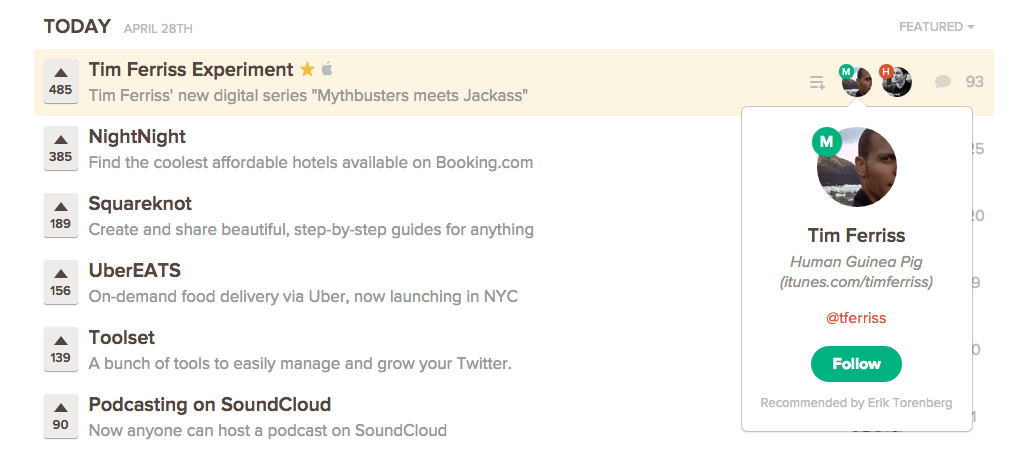 TODAY APRIL 28TH FEATURED
485 Tim Ferriss Experiment M H 93
Tim Ferriss' new digital series "Mythbusters meets Jackass"
385 NightNight
Find the coolest affordable hotels available on Booking.com
189 Squareknot
Create and share beautiful, step-by-step guides for anything
156 UberEATS
On-demand food delivery via Uber, now launching in NYC
139 Toolset
A bunch of tools to easily manage and grow your Twitter.
90 Podcasting on SoundCloud
Now anyone can host a podcast on SoundCloud
M
Tim Ferriss
Human Guinea Pig
(itunes.com/timferriss)
@tferriss
Follow
Recommended by Erik Torenberg